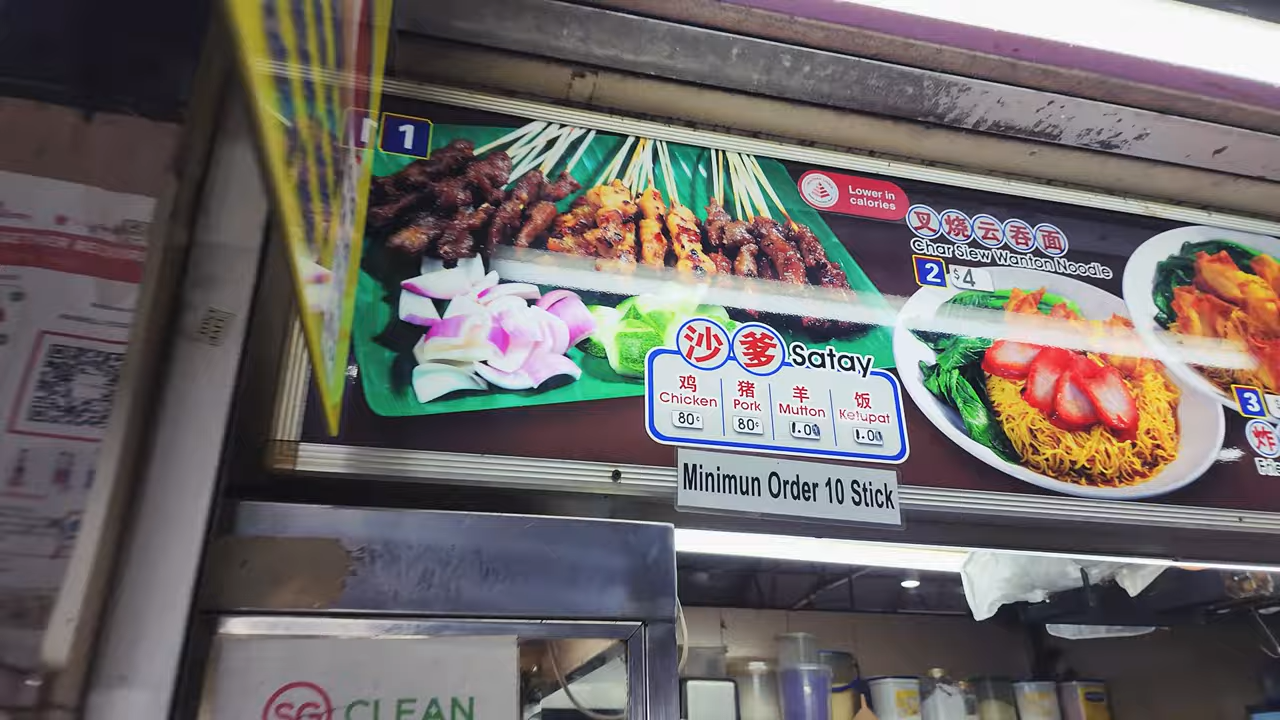 1
Lower in
calories
叉烧云吞面
Char Siew Wanton Noodle
2 $4
沙爹 Satay
鸡 猪 羊 饭
Chicken Pork Mutton Ketupat
80¢ 80¢ 1.00 1.00
Minimun Order 10 Stick
3
炸
SG CLEAN